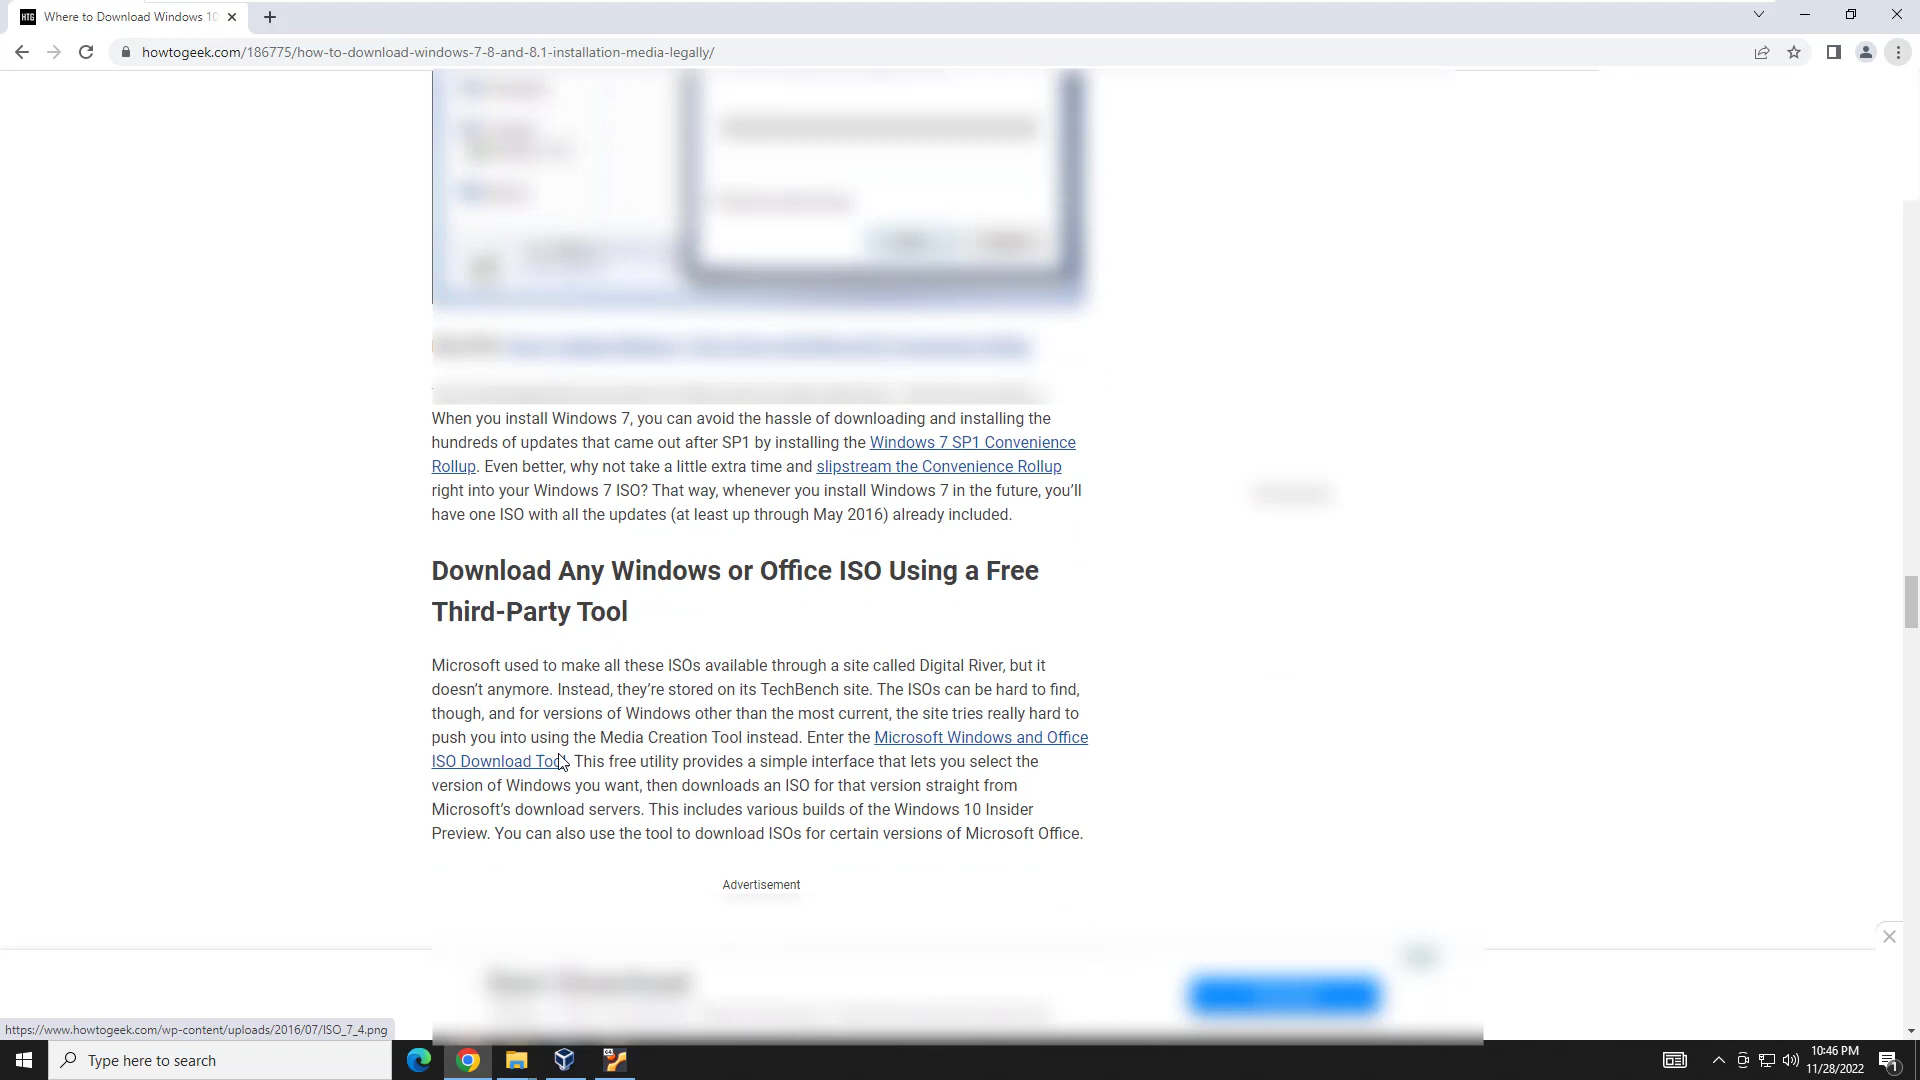 HTG Where to Download Windows 10
howtogeek.com/186775/how-to-download-windows-7-8-and-8.1-installation-media-legally/
When you install Windows 7, you can avoid the hassle of downloading and installing the
hundreds of updates that came out after SP1 by installing the Windows 7 SP1 Convenience
Rollup. Even better, why not take a little extra time and slipstream the Convenience Rollup
right into your Windows 7 ISO? That way, whenever you install Windows 7 in the future, you’ll
have one ISO with all the updates (at least up through May 2016) already included.
Download Any Windows or Office ISO Using a Free
Third-Party Tool
Microsoft used to make all these ISOs available through a site called Digital River, but it
doesn’t anymore. Instead, they’re stored on its TechBench site. The ISOs can be hard to find,
though, and for versions of Windows other than the most current, the site tries really hard to
push you into using the Media Creation Tool instead. Enter the Microsoft Windows and Office
ISO Download Tool. This free utility provides a simple interface that lets you select the
version of Windows you want, then downloads an ISO for that version straight from
Microsoft’s download servers. This includes various builds of the Windows 10 Insider
Preview. You can also use the tool to download ISOs for certain versions of Microsoft Office.
Advertisement
https://www.howtogeek.com/wp-content/uploads/2016/07/ISO_7_4.png
Type here to search
10:46 PM
11/28/2022
1